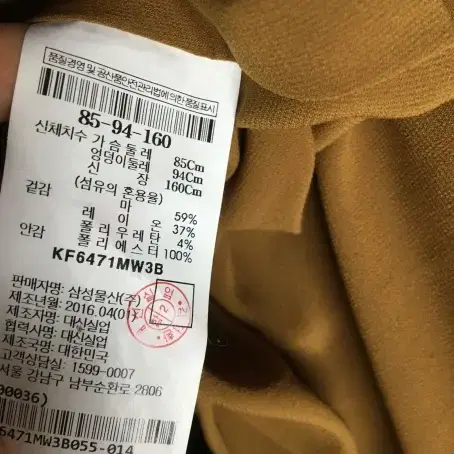 품질경영 및 공산품안전관리법에 의한 품질표시
85-94-160
신체치수 가슴둘레 85Cm
엉덩이둘레 94Cm
신장 160Cm
(섬유의 혼용율)
겉감 마 59%
레이온 37%
폴리우레탄 4%
안감 폴리에스터 100%
KF6471MW3B
판매자명: 삼성물산(주)
제조년월: 2016.04(01)
제조자명: 대신실업
협력사명: 대신실업
제조국명: 대한민국
고객상담실: 1599-0007
서울 강남구 남부순환로 2806
00036)
6471MW3B055-014